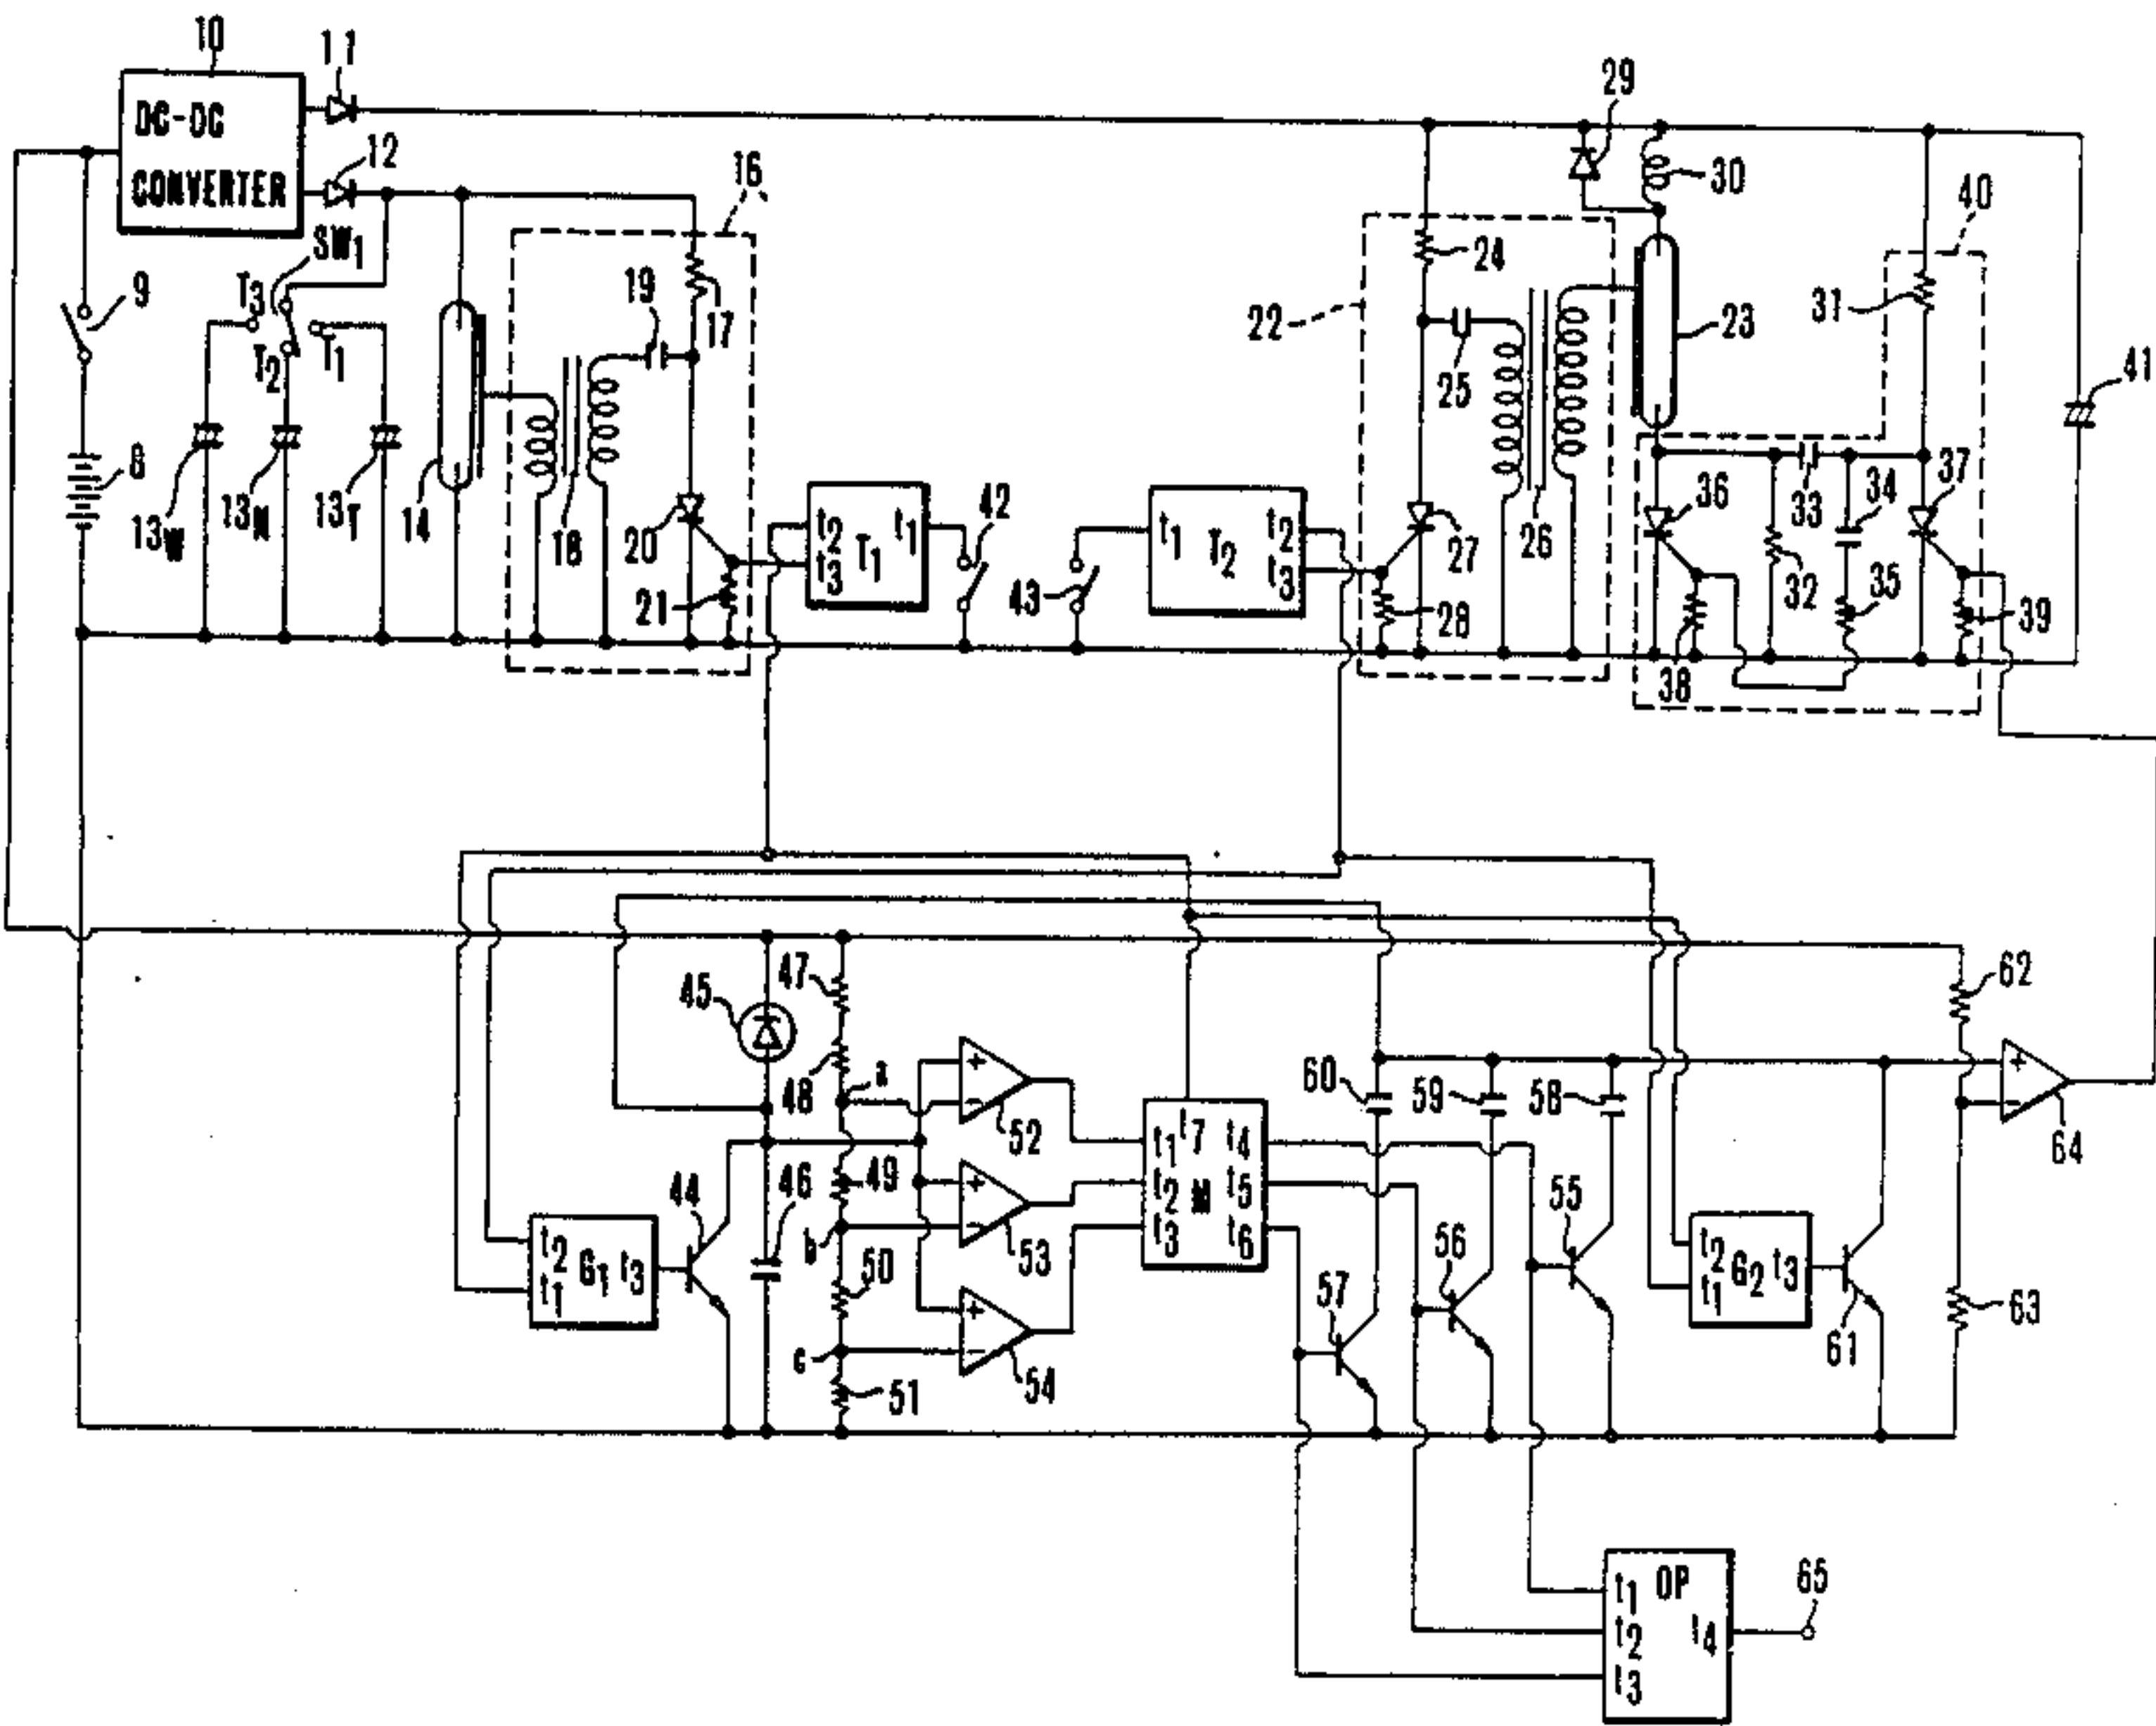 10
11
DC-DC
CONVERTER
12
29
16
30
40
SW1
T3
9
T2
T1
19
17
24
31
22
23
25
41
8
13W
13N
13T
14
18
20
21
t2
t1
t3
T1
42
43
t1
t2
T2
t3
26
27
28
36
33
34
37
32
35
38
39
47
45
48
a
62
52
60
59
58
64
t1
t7
t4
t2
M
t5
t3
t6
49
46
44
b
53
50
t2
G1
t3
t1
c
54
51
57
56
55
t2
G2
t3
t1
61
63
OP
t1
t2
t3
t4
65